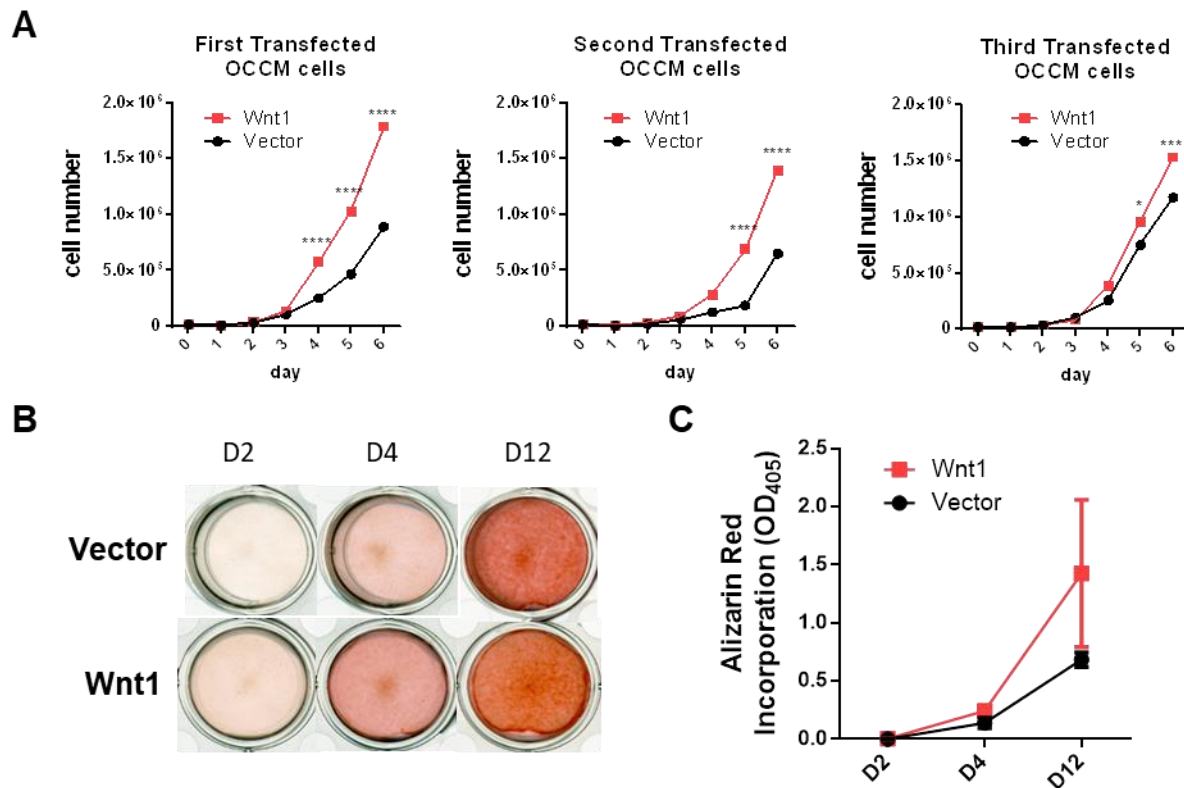 A
First Transfected
OCCM cells
2.0×10⁶
1.5×10⁶
1.0×10⁶
5.0×10⁵
0
cell number
Wnt1
Vector
****
****
****
0 1 2 3 4 5 6
day
Second Transfected
OCCM cells
2.0×10⁶
1.5×10⁶
1.0×10⁶
5.0×10⁵
0
cell number
Wnt1
Vector
****
****
0 1 2 3 4 5 6
day
Third Transfected
OCCM cells
2.0×10⁶
1.5×10⁶
1.0×10⁶
5.0×10⁵
0
cell number
Wnt1
Vector
***
*
0 1 2 3 4 5 6
day
B
D2 D4 D12
Vector
Wnt1
C
Alizarin Red
Incorporation (OD₄₀₅)
2.5
2.0
1.5
1.0
0.5
0.0
Wnt1
Vector
D2 D4 D12